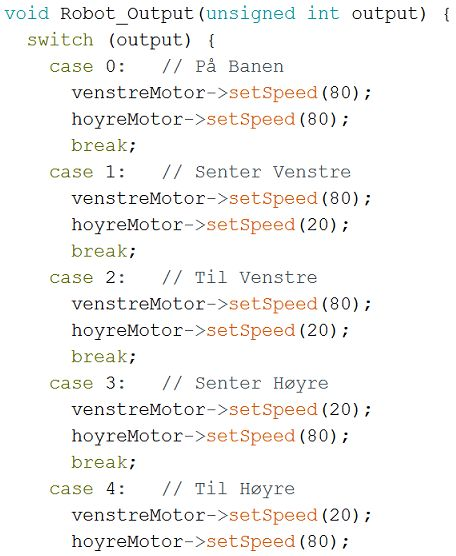 void Robot_Output(unsigned int output) {
  switch (output) {
    case 0:   // På Banen
      venstreMotor->setSpeed(80);
      hoyreMotor->setSpeed(80);
      break;
    case 1:   // Senter Venstre
      venstreMotor->setSpeed(80);
      hoyreMotor->setSpeed(20);
      break;
    case 2:   // Til Venstre
      venstreMotor->setSpeed(80);
      hoyreMotor->setSpeed(20);
      break;
    case 3:   // Senter Høyre
      venstreMotor->setSpeed(20);
      hoyreMotor->setSpeed(80);
      break;
    case 4:   // Til Høyre
      venstreMotor->setSpeed(20);
      hoyreMotor->setSpeed(80);